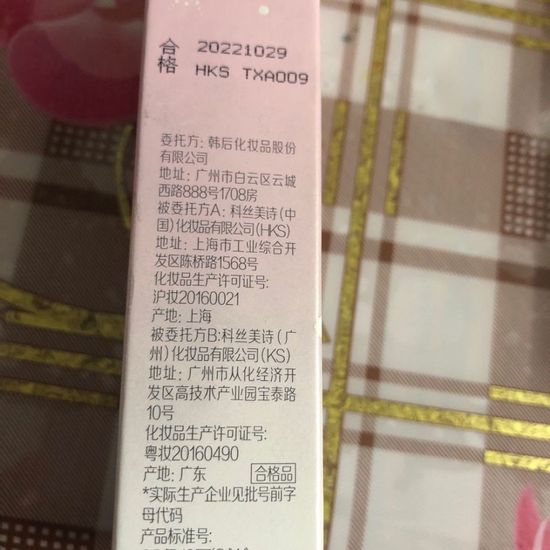 合格 20221029
HKS TXA009
委托方：韩后化妆品股份
有限公司
地址：广州市白云区云城
西路888号1708房
被委托方A：科丝美诗(中
国)化妆品有限公司(HKS)
地址：上海市工业综合开
发区陈桥路1568号
化妆品生产许可证号:
沪妆20160021
产地：上海
被委托方B:科丝美诗(广
州)化妆品有限公司(KS)
地址：广州市从化经济开
发区高技术产业园宝泰路
10号
化妆品生产许可证号:
粤妆20160490
产地：广东 合格品
*实际生产企业见批号前字
母代码
产品标准号: